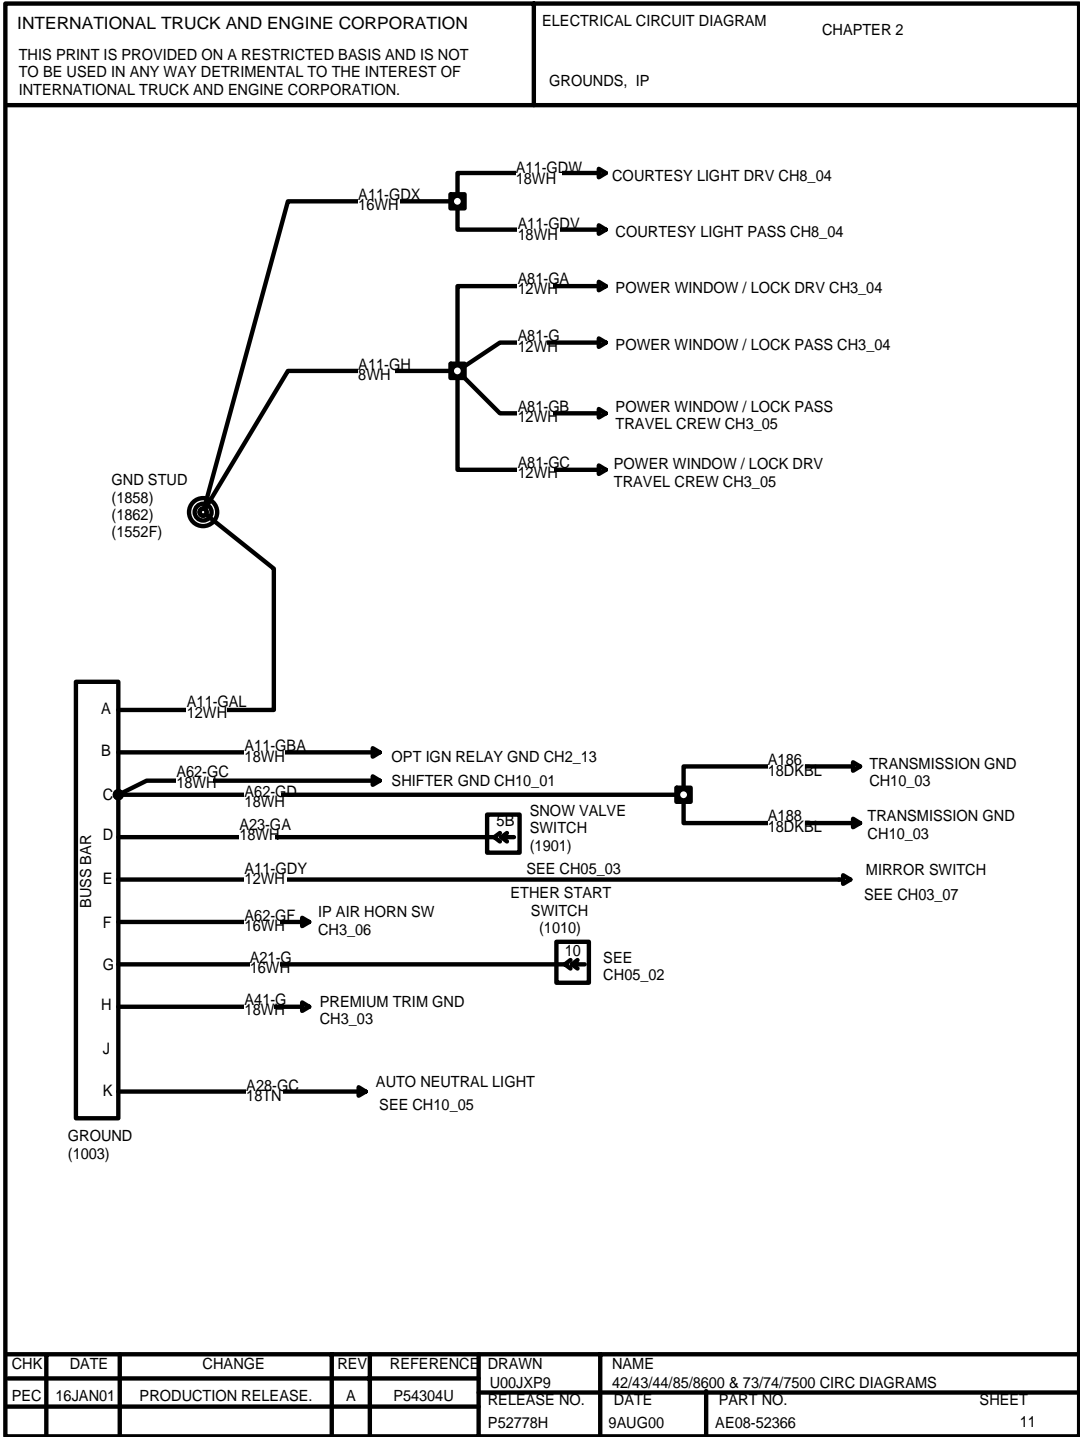 INTERNATIONAL TRUCK AND ENGINE CORPORATION
THIS PRINT IS PROVIDED ON A RESTRICTED BASIS AND IS NOT
TO BE USED IN ANY WAY DETRIMENTAL TO THE INTEREST OF
INTERNATIONAL TRUCK AND ENGINE CORPORATION.
ELECTRICAL CIRCUIT DIAGRAM
CHAPTER 2
GROUNDS, IP
A11-GDX
16WH
A11-GDW
18WH
COURTESY LIGHT DRV CH8_04
A11-GDV
18WH
COURTESY LIGHT PASS CH8_04
A11-GH
8WH
A81-GA
12WH
POWER WINDOW / LOCK DRV CH3_04
A81-G
12WH
POWER WINDOW / LOCK PASS CH3_04
A81-GB
12WH
POWER WINDOW / LOCK PASS
TRAVEL CREW CH3_05
A81-GC
12WH
POWER WINDOW / LOCK DRV
TRAVEL CREW CH3_05
GND STUD
(1858)
(1862)
(1552F)
BUSS BAR
A
A11-GAL
12WH
B
A11-GBA
18WH
OPT IGN RELAY GND CH2_13
A62-GC
18WH
SHIFTER GND CH10_01
C
A62-GD
18WH
A186
18DKBL
TRANSMISSION GND
CH10_03
A188
18DKBL
TRANSMISSION GND
CH10_03
D
A23-GA
18WH
5B
SNOW VALVE
SWITCH
(1901)
SEE CH05_03
E
A11-GDY
12WH
MIRROR SWITCH
SEE CH03_07
F
A62-GF
16WH
IP AIR HORN SW
CH3_06
ETHER START
SWITCH
(1010)
G
A21-G
16WH
10
SEE
CH05_02
H
A41-G
18WH
PREMIUM TRIM GND
CH3_03
J
K
A28-GC
18TN
AUTO NEUTRAL LIGHT
SEE CH10_05
GROUND
(1003)
CHK DATE CHANGE REV REFERENCE
PEC 16JAN01 PRODUCTION RELEASE. A P54304U
DRAWN
U00JXP9
NAME
42/43/44/85/8600 & 73/74/7500 CIRC DIAGRAMS
RELEASE NO.
P52778H
DATE
9AUG00
PART NO.
AE08-52366
SHEET
11